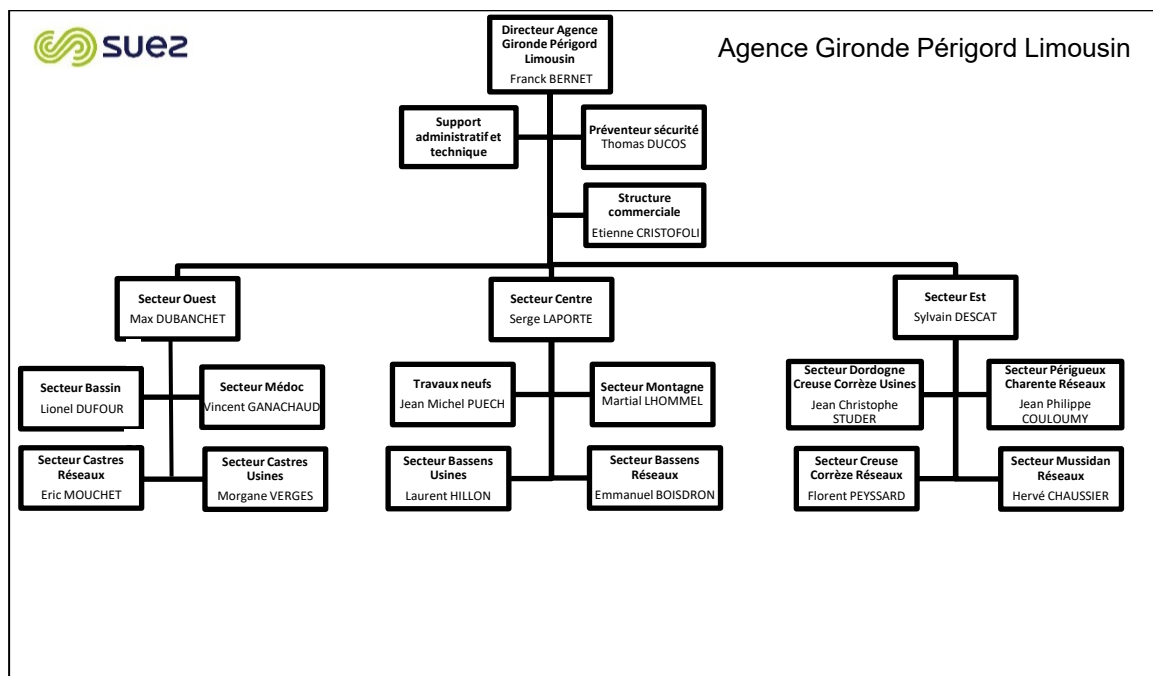 suez
Agence Gironde Périgord Limousin
Directeur Agence
Gironde Périgord
Limousin
Franck BERNET
Support
administratif et
technique
Préventeur sécurité
Thomas DUCOS
Structure
commerciale
Etienne CRISTOFOLI
Secteur Ouest
Max DUBANCHET
Secteur Centre
Serge LAPORTE
Secteur Est
Sylvain DESCAT
Secteur Bassin
Lionel DUFOUR
Secteur Médoc
Vincent GANACHAUD
Travaux neufs
Jean Michel PUECH
Secteur Montagne
Martial LHOMMEL
Secteur Dordogne
Creuse Corrèze Usines
Jean Christophe
STUDER
Secteur Périgueux
Charente Réseaux
Jean Philippe
COULOUMY
Secteur Castres
Réseaux
Eric MOUCHET
Secteur Castres
Usines
Morgane VERGES
Secteur Bassens
Usines
Laurent HILLON
Secteur Bassens
Réseaux
Emmanuel BOISDRON
Secteur Creuse
Corrèze Réseaux
Florent PEYSSARD
Secteur Mussidan
Réseaux
Hervé CHAUSSIER